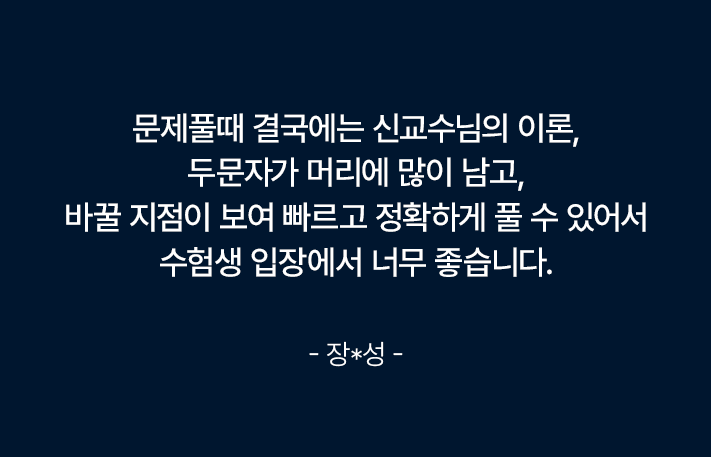 문제풀때 결국에는 신교수님의 이론,
두문자가 머리에 많이 남고,
바꿀 지점이 보여 빠르고 정확하게 풀 수 있어서
수험생 입장에서 너무 좋습니다.
- 장*성 -